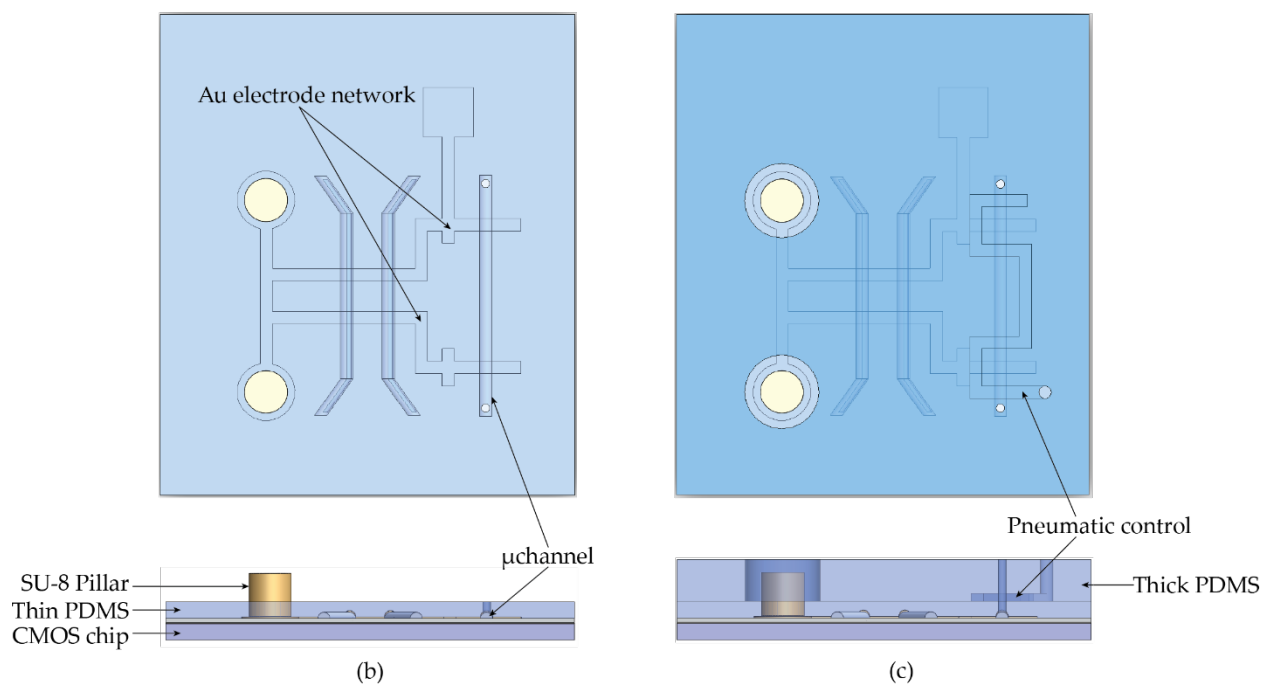 Au electrode network
μchannel
SU-8 Pillar
Thin PDMS
CMOS chip
(b)
Pneumatic control
Thick PDMS
(c)